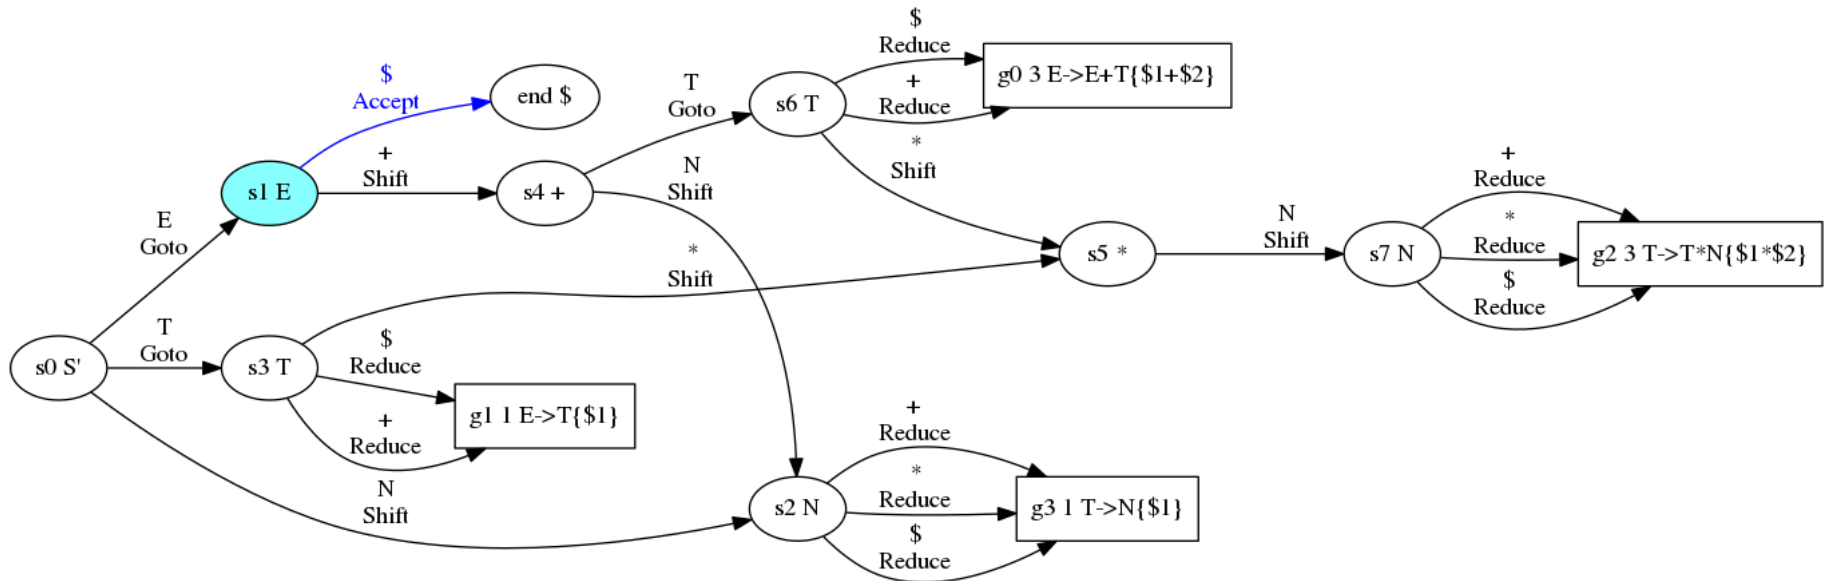 $
Reduce
g0 3 E->E+T{$1+$2}
+
Reduce
$
Accept
end $
T
Goto
s6 T
*
Shift
+
Shift
s1 E
s4 +
N
Shift
E
Goto
+
Reduce
*
Reduce
$
Reduce
N
Shift
s5 *
s7 N
g2 3 T->T*N{$1*$2}
*
Shift
T
Goto
s0 S'
s3 T
$
Reduce
+
Reduce
g1 1 E->T{$1}
N
Shift
s2 N
+
Reduce
*
Reduce
$
Reduce
g3 1 T->N{$1}